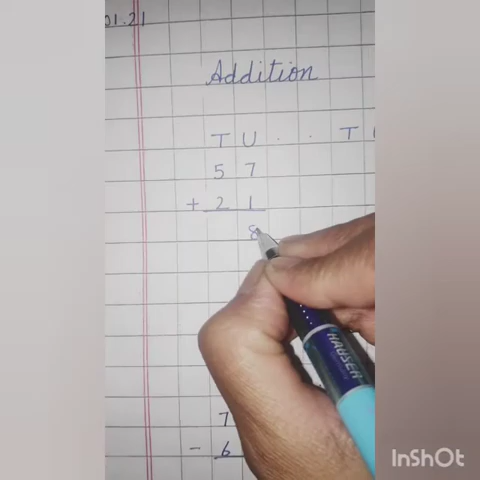 01.21
Addition
T U . . T
5 7
+ 2 1
8
HAUSER
7
- 6
InShOt